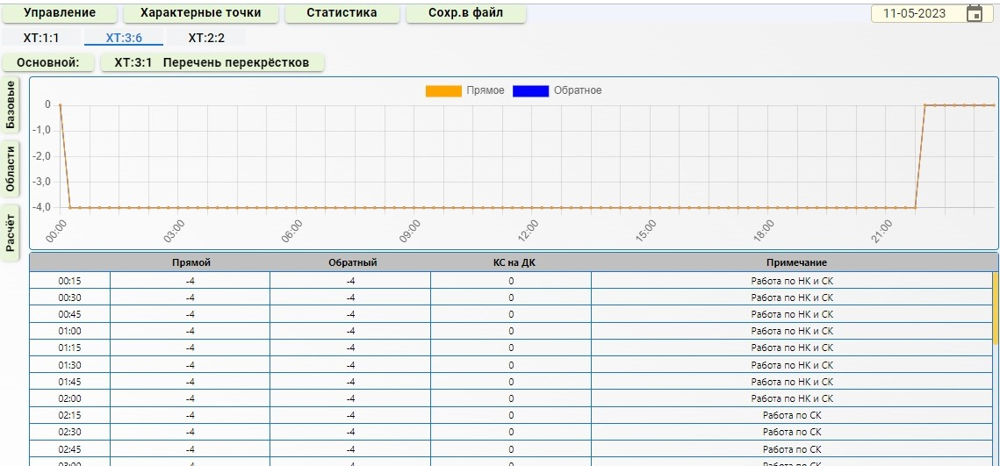 Управление Характерные точки Статистика Сохр.в файл 11-05-2023
ХТ:1:1 ХТ:3:6 ХТ:2:2
Основной: ХТ:3:1 Перечень перекрёстков
Базовые
Области
Расчёт
Прямое Обратное
0
-1,0
-2,0
-3,0
-4,0
00:00 03:00 06:00 09:00 12:00 15:00 18:00 21:00
Прямой Обратный КС на ДК Примечание
00:15 -4 -4 0 Работа по НК и СК
00:30 -4 -4 0 Работа по НК и СК
00:45 -4 -4 0 Работа по НК и СК
01:00 -4 -4 0 Работа по НК и СК
01:15 -4 -4 0 Работа по НК и СК
01:30 -4 -4 0 Работа по НК и СК
01:45 -4 -4 0 Работа по НК и СК
02:00 -4 -4 0 Работа по НК и СК
02:15 -4 -4 0 Работа по СК
02:30 -4 -4 0 Работа по СК
02:45 -4 -4 0 Работа по СК
03:00 -4 -4 0 Работа по СК